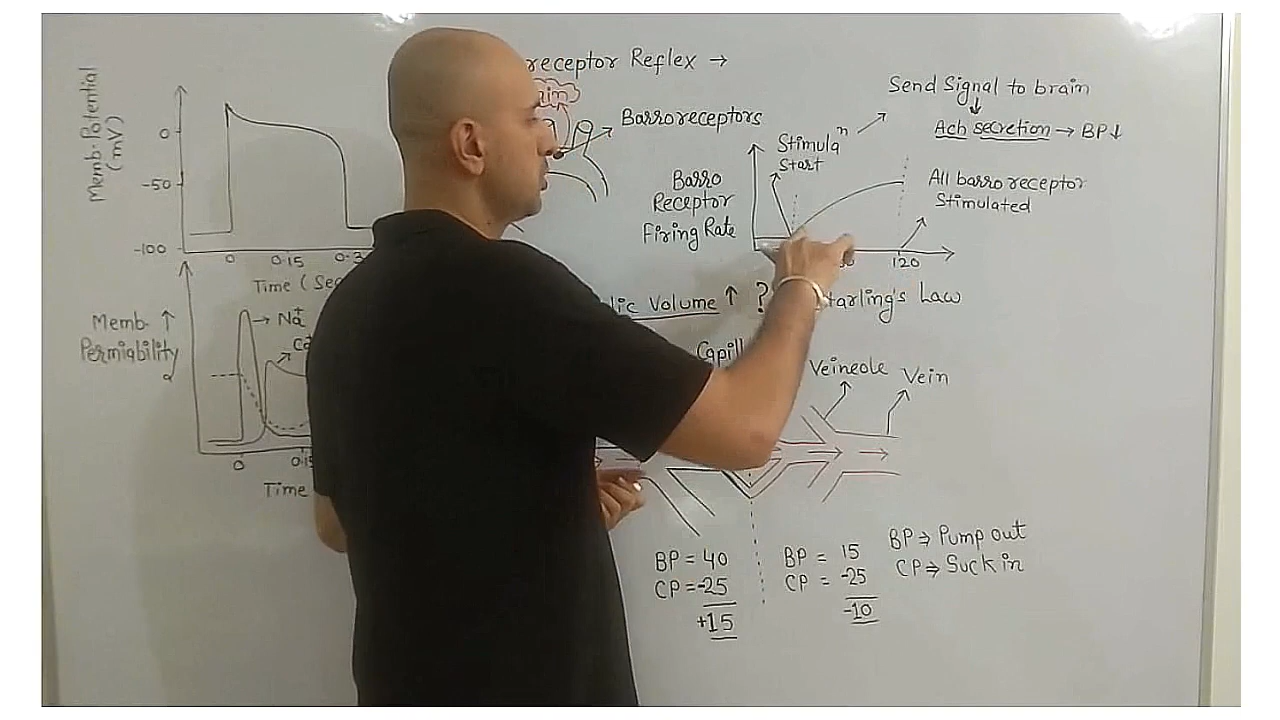 receptor Reflex →
Barroreceptors
Memb-Potential
(mV)
0
-50
-100
0 0.15 0.3
Time (Sec
Memb- ↑
Permiability
Na⁺
0
Time
Send Signal to brain
↓
Ach secretion → BP↓
Stimulaⁿ
Start
Barro
Receptor
Firing Rate
All barro receptor
Stimulated
120
lic Volume ↑ ? Starling's Law
Capill
Veineole
Vein
BP = 40
CP = -25
+15
BP = 15
CP = -25
-10
BP ⇒ Pump out
CP ⇒ Suck in